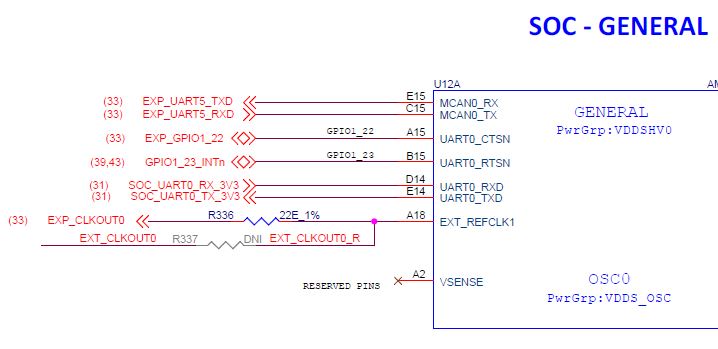 SOC - GENERAL
U12A AM
(33) EXP_UART5_TXD E15 MCAN0_RX
(33) EXP_UART5_RXD C15 MCAN0_TX
GENERAL
PwrGrp:VDDSHV0
(33) EXP_GPIO1_22 GPIO1_22 A15 UART0_CTSN
(39,43) GPIO1_23_INTn GPIO1_23 B15 UART0_RTSN
(31) SOC_UART0_RX_3V3 D14 UART0_RXD
(31) SOC_UART0_TX_3V3 E14 UART0_TXD
(33) EXP_CLKOUT0 R336 22E_1% A18 EXT_REFCLK1
EXT_CLKOUT0 R337 DNI EXT_CLKOUT0_R
A2 VSENSE
RESERVED PINS
OSC0
PwrGrp:VDDS_OSC